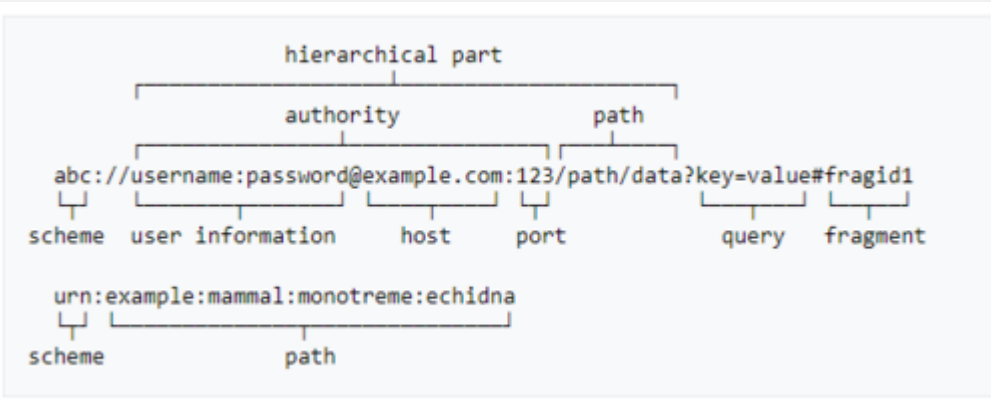 hierarchical part
authority path
abc://username:password@example.com:123/path/data?key=value#fragid1
scheme user information host port query fragment
urn:example:mammal:monotreme:echidna
scheme path